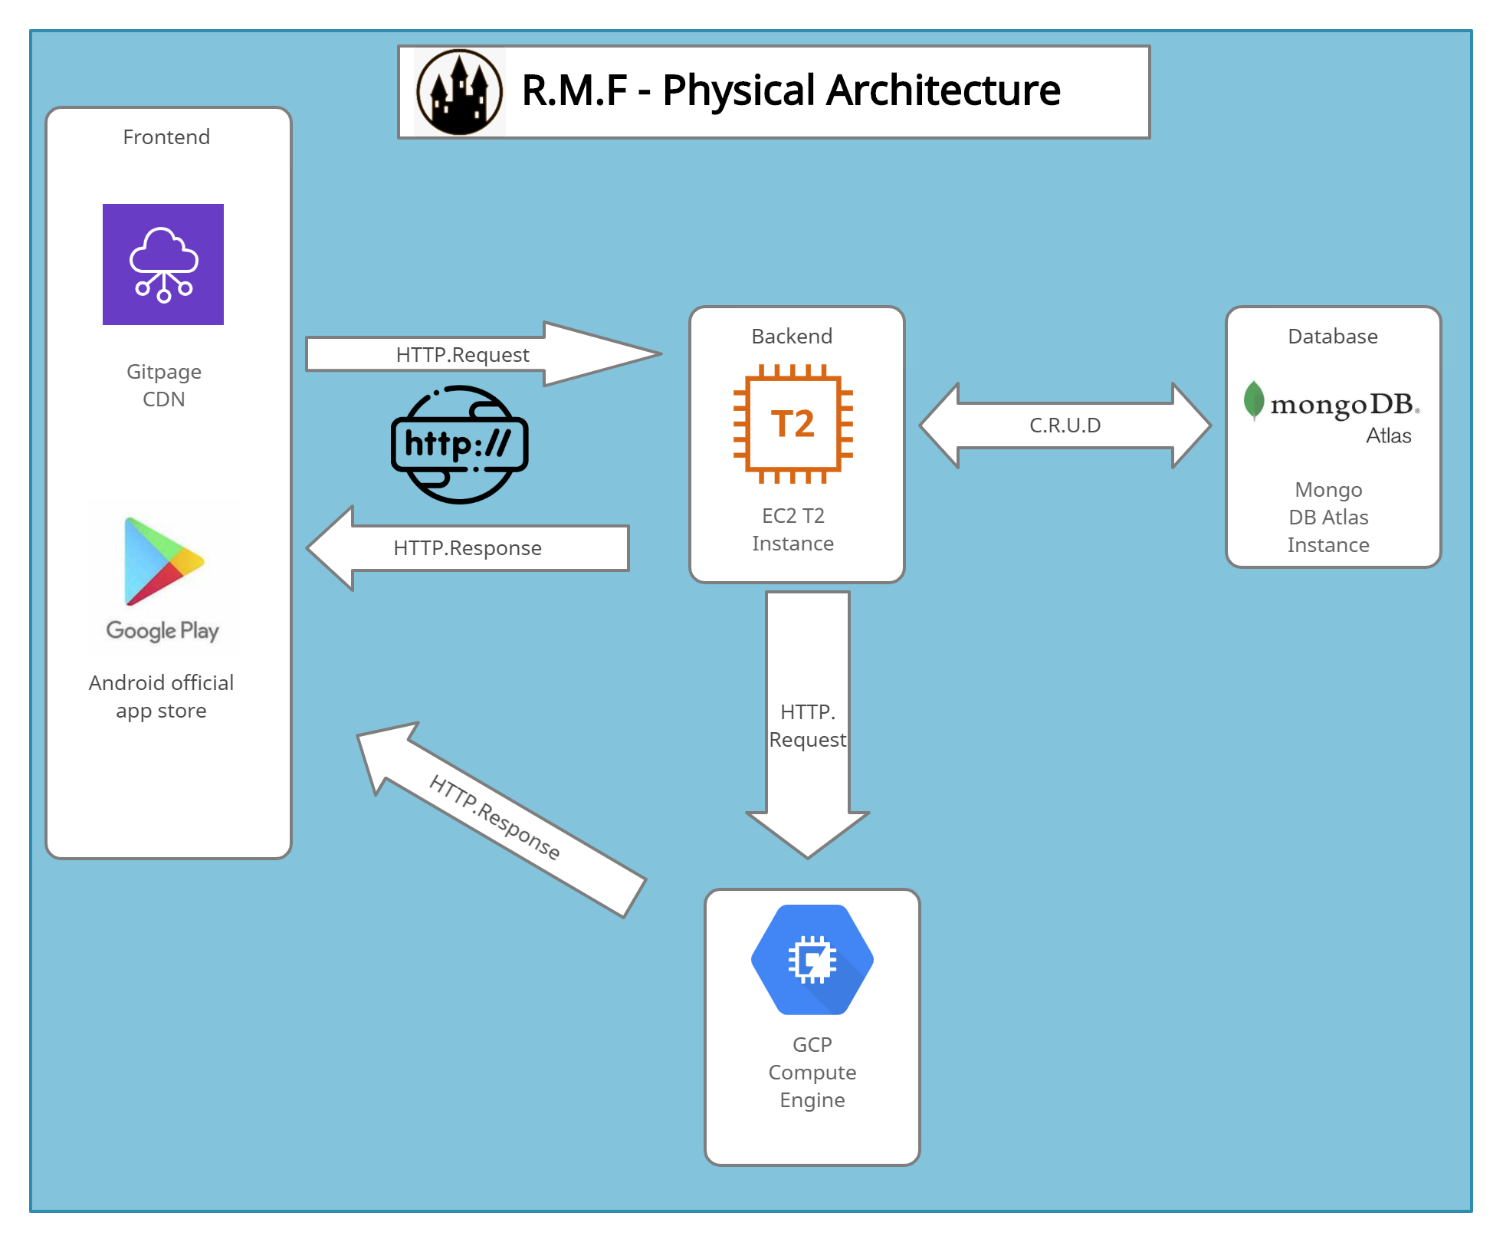 R.M.F - Physical Architecture
Frontend
Gitpage
CDN
Google Play
Android official
app store
HTTP.Request
http://
HTTP.Response
HTTP.Response
Backend
T2
EC2 T2
Instance
C.R.U.D
Database
mongoDB®
Atlas
Mongo
DB Atlas
Instance
HTTP.
Request
GCP
Compute
Engine